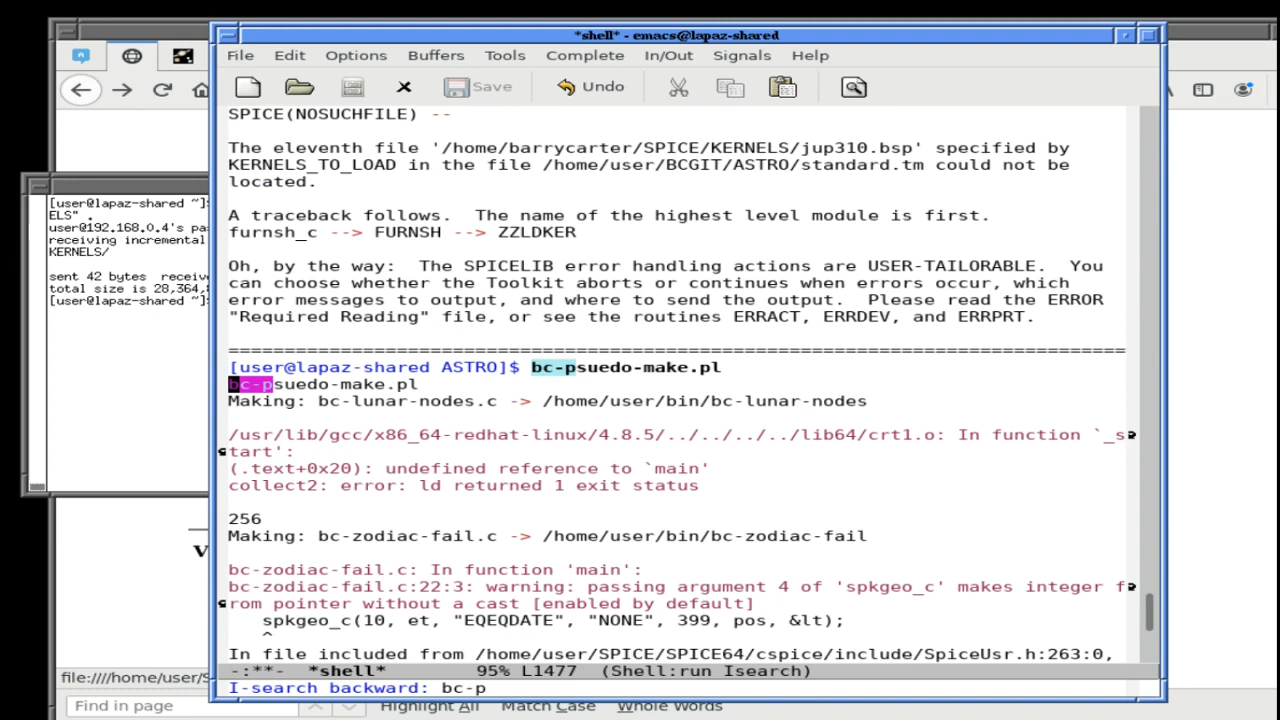 *shell* - emacs@lapaz-shared
File Edit Options Buffers Tools Complete In/Out Signals Help
Save Undo
SPICE(NOSUCHFILE) --
The eleventh file '/home/barrycarter/SPICE/KERNELS/jup310.bsp' specified by
KERNELS_TO_LOAD in the file /home/user/BCGIT/ASTRO/standard.tm could not be
located.
A traceback follows.  The name of the highest level module is first.
furnsh_c --> FURNSH --> ZZLDKER
Oh, by the way:  The SPICELIB error handling actions are USER-TAILORABLE.  You
can choose whether the Toolkit aborts or continues when errors occur, which
error messages to output, and where to send the output.  Please read the ERROR
"Required Reading" file, or see the routines ERRACT, ERRDEV, and ERRPRT.
================================================================================
[user@lapaz-shared ASTRO]$ bc-psuedo-make.pl
bc-psuedo-make.pl
Making: bc-lunar-nodes.c -> /home/user/bin/bc-lunar-nodes
/usr/lib/gcc/x86_64-redhat-linux/4.8.5/../../../../lib64/crt1.o: In function `_s
tart':
(.text+0x20): undefined reference to `main'
collect2: error: ld returned 1 exit status
256
Making: bc-zodiac-fail.c -> /home/user/bin/bc-zodiac-fail
bc-zodiac-fail.c: In function 'main':
bc-zodiac-fail.c:22:3: warning: passing argument 4 of 'spkgeo_c' makes integer f
rom pointer without a cast [enabled by default]
spkgeo_c(10, et, "EQEQDATE", "NONE", 399, pos, &lt);
^
In file included from /home/user/SPICE/SPICE64/cspice/include/SpiceUsr.h:263:0,
-:**-  *shell*        95% L1477  (Shell:run Isearch)
I-search backward: bc-p
[user@lapaz-shared ~]
ELS" .
user@192.168.0.4's pa
receiving incremental
KERNELS/
sent 42 bytes  receiv
total size is 28,364,
[user@lapaz-shared ~]
V
file:////home/user/S
Find in page Highlight All Match Case Whole Words